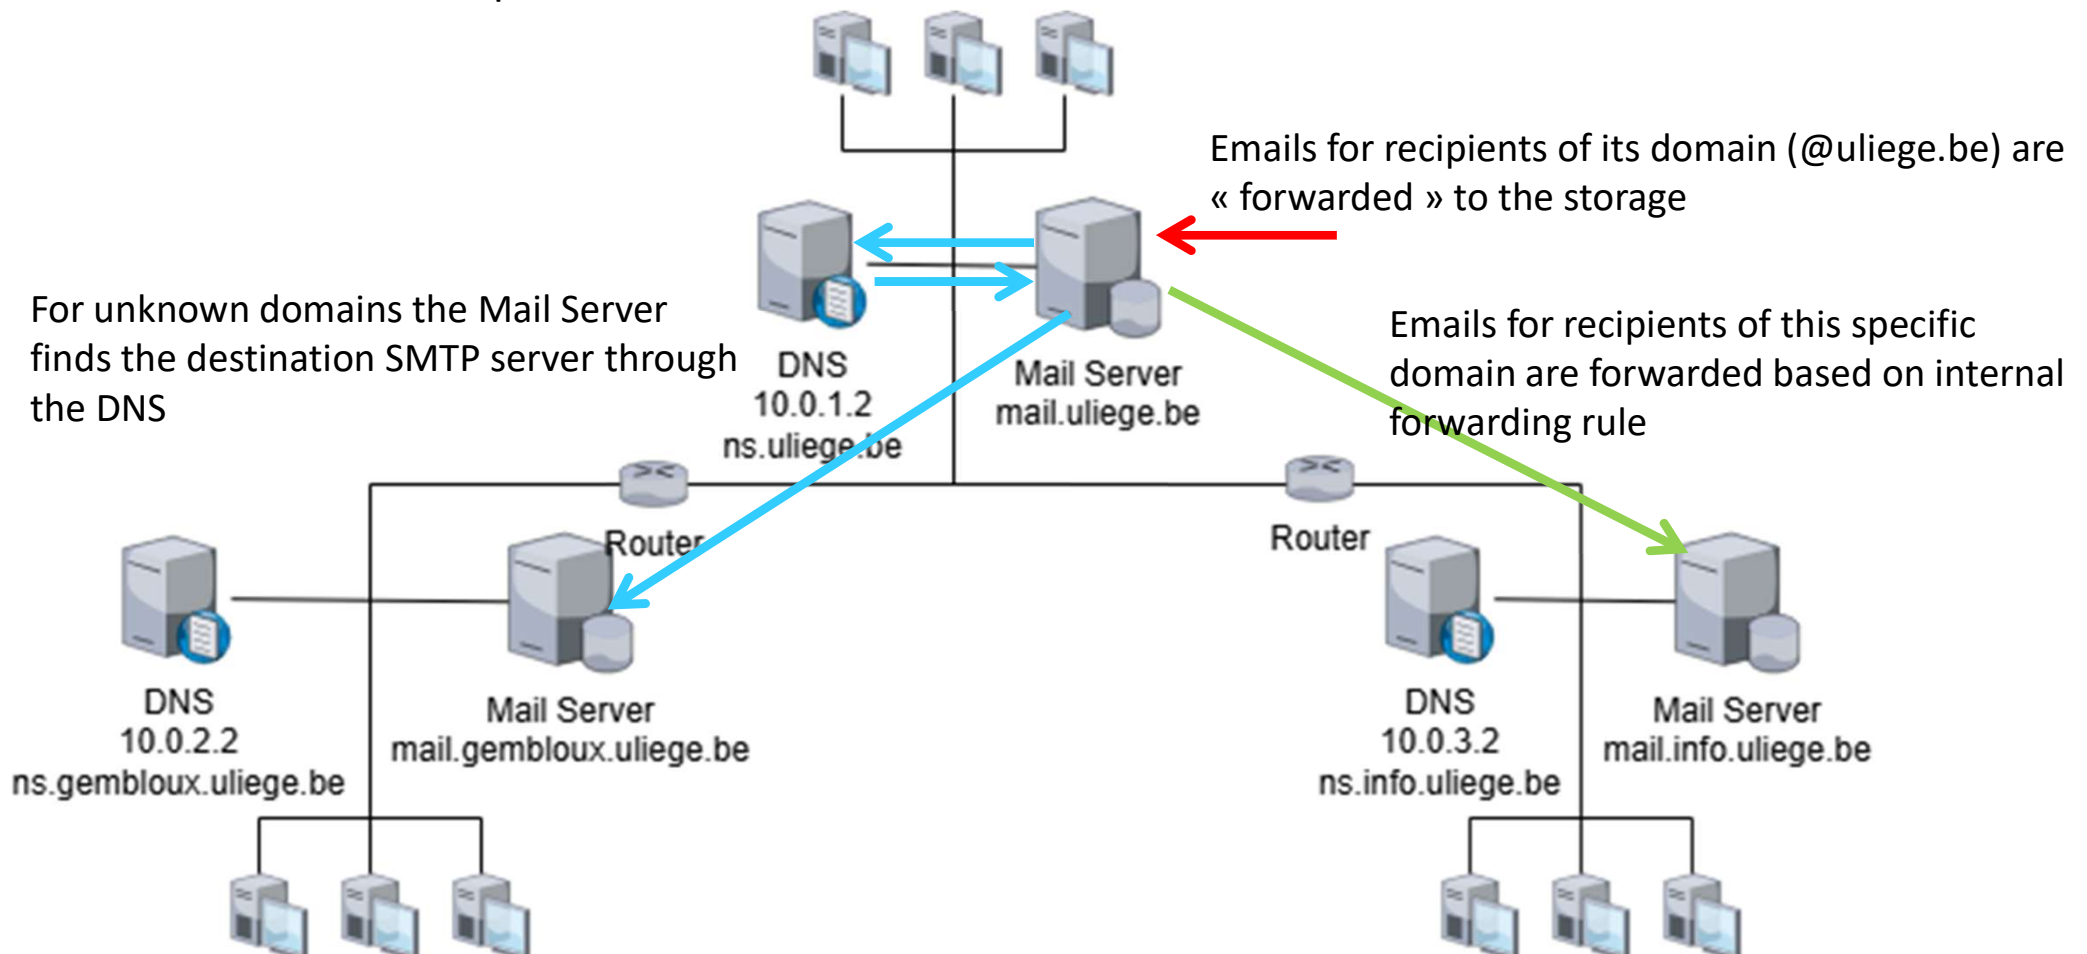 Emails for recipients of its domain (@uliege.be) are
« forwarded » to the storage
For unknown domains the Mail Server
finds the destination SMTP server through
the DNS
DNS
10.0.1.2
ns.uliege.be
Mail Server
mail.uliege.be
Emails for recipients of this specific
domain are forwarded based on internal
forwarding rule
Router
Router
DNS
10.0.2.2
ns.gembloux.uliege.be
Mail Server
mail.gembloux.uliege.be
DNS
10.0.3.2
ns.info.uliege.be
Mail Server
mail.info.uliege.be